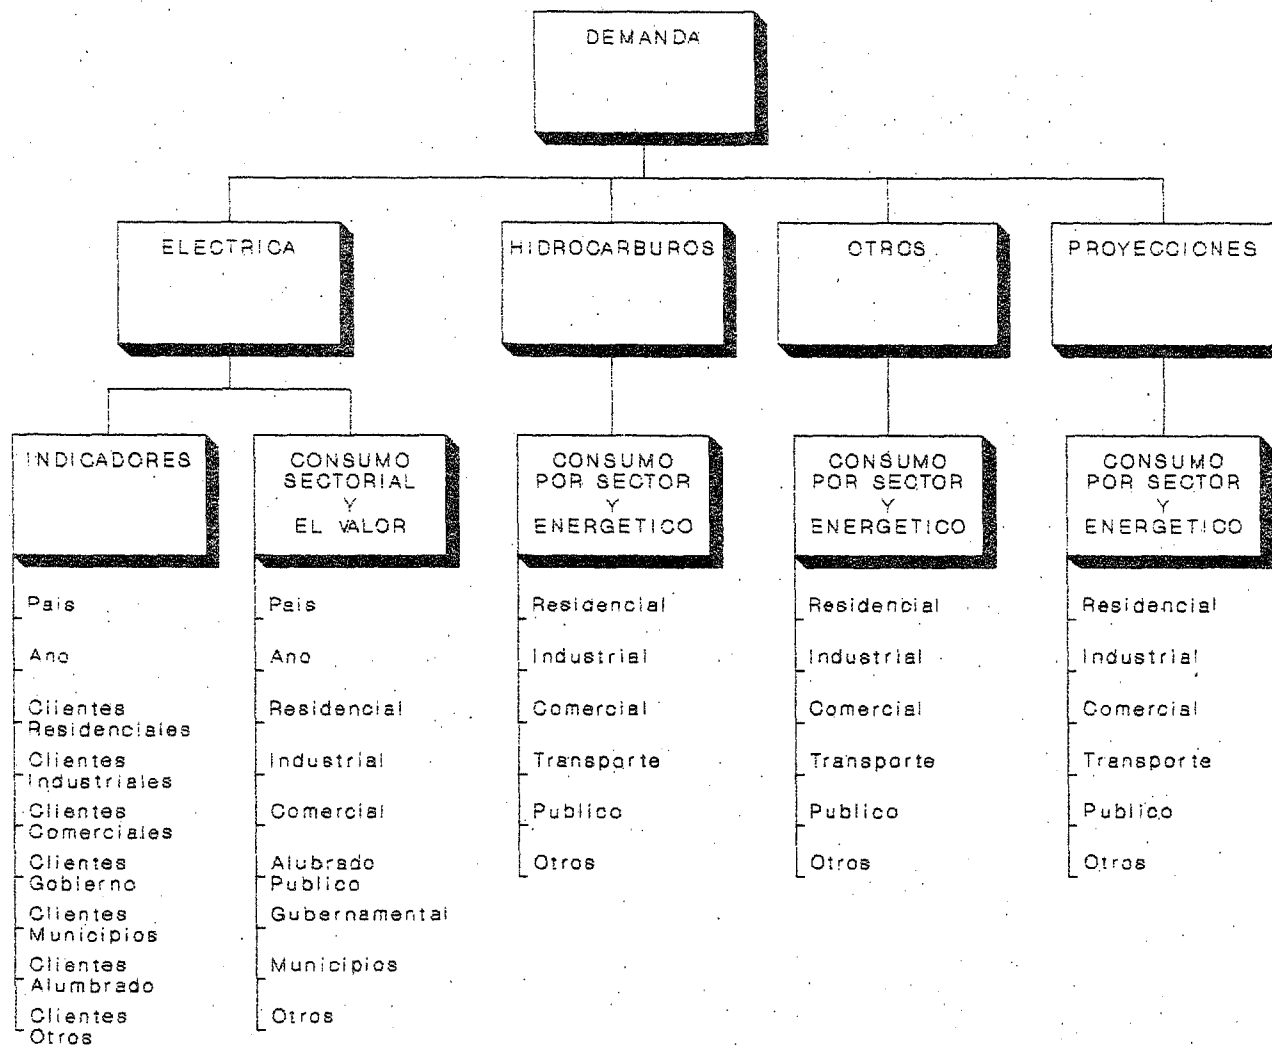 DEMANDA
ELECTRICA
HIDROCARBUROS
OTROS
PROYECCIONES
INDICADORES
CONSUMO
SECTORIAL
Y
EL VALOR
CONSUMO
POR SECTOR
Y
ENERGETICO
CONSUMO
POR SECTOR
Y
ENERGETICO
CONSUMO
POR SECTOR
Y
ENERGETICO
Pais
Ano
Clientes
Residenciales
Clientes
Industriales
Clientes
Comerciales
Clientes
Gobierno
Clientes
Municipios
Clientes
Alumbrado
Clientes
Otros
Pais
Ano
Residencial
Industrial
Comercial
Alubrado
Publico
Gubernamental
Municipios
Otros
Residencial
Industrial
Comercial
Transporte
Publico
Otros
Residencial
Industrial
Comercial
Transporte
Publico
Otros
Residencial
Industrial
Comercial
Transporte
Publico
Otros